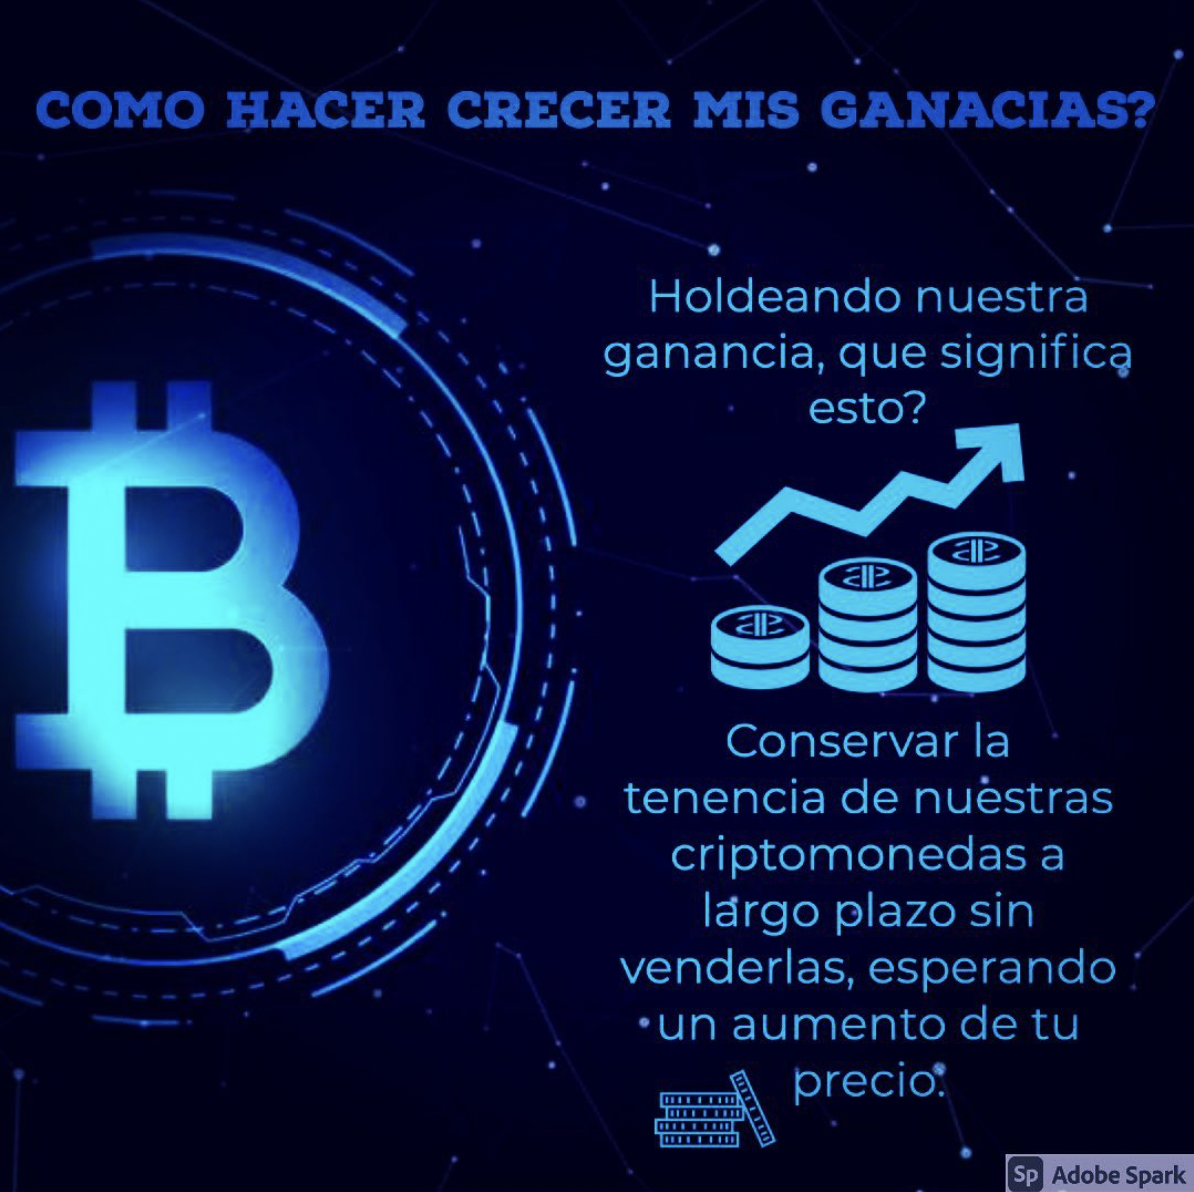 COMO HACER CRECER MIS GANACIAS?
Holdeando nuestra
ganancia, que significa
esto?
Conservar la
tenencia de nuestras
criptomonedas a
largo plazo sin
venderlas, esperando
un aumento de tu
precio.
Sp Adobe Spark